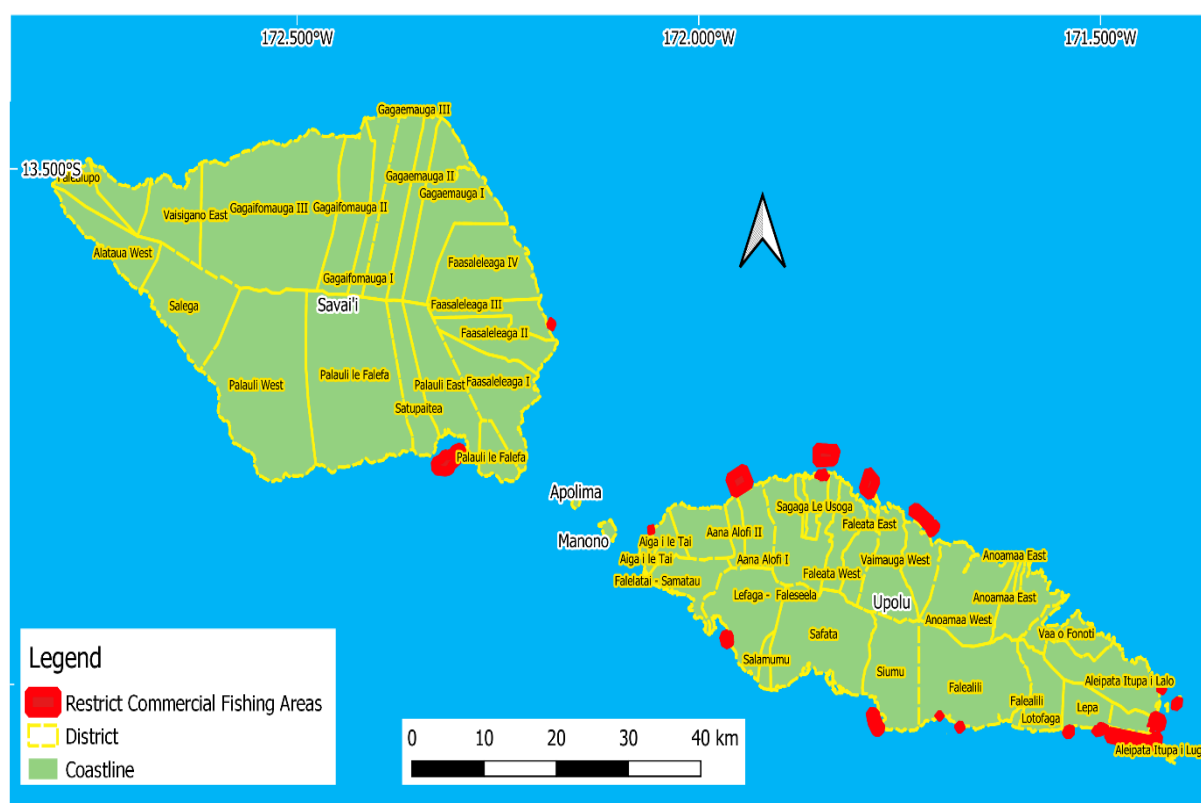 172.500°W
172.000°W
171.500°W
13.500°S
Gagaemauga III
Gagaemauga II
Gagaemauga I
Vaisigano East
Gagaifomauga III
Gagaifomauga II
Alataua West
Faasaleleaga IV
Gagaifomauga I
Salega
Savai'i
Faasaleleaga III
Faasaleleaga II
Palauli West
Palauli le Falefa
Palauli East
Faasaleleaga I
Satupaitea
Palauli le Falefa
Apolima
Manono
Sagaga Le Usoga
Aana Alofi II
Faleata East
Aiga i le Tai
Aiga i le Tai
Aana Alofi I
Vaimauga West
Anoamaa East
Falelatai - Samatau
Faleata West
Lefaga - Faleseela
Upolu
Anoamaa East
Anoamaa West
Safata
Vaa o Fonoti
Salamumu
Siumu
Aleipata Itupa i Lalo
Falealili
Falealili
Lepa
Lotofaga
Aleipata Itupa i Lug
Legend
Restrict Commercial Fishing Areas
District
Coastline
0 10 20 30 40 km